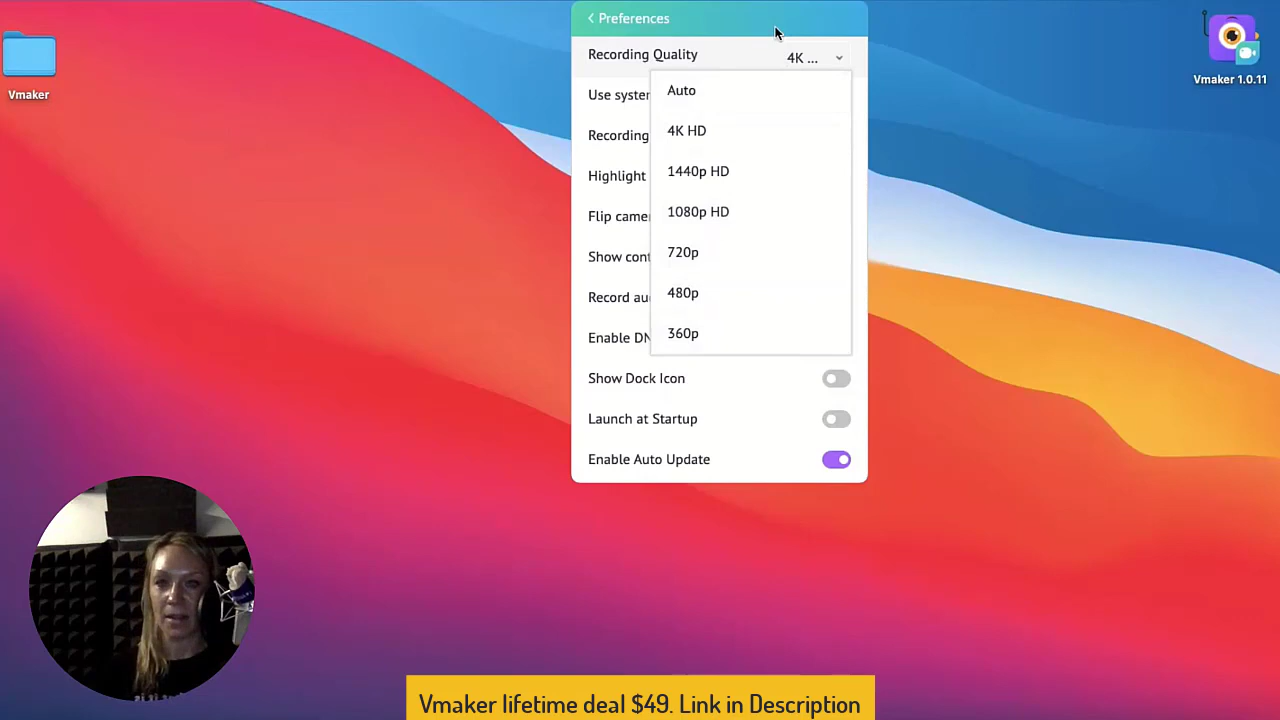 Preferences
Recording Quality
4K ...
Auto
4K HD
1440p HD
1080p HD
720p
480p
360p
Use syster
Recording
Highlight
Flip camer
Show cont
Record au
Enable DN
Show Dock Icon
Launch at Startup
Enable Auto Update
Vmaker
Vmaker 1.0.11
Vmaker lifetime deal $49. Link in Description